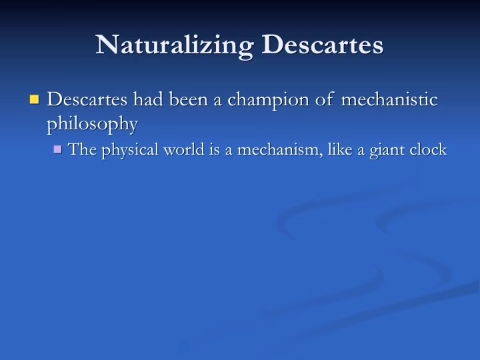 Naturalizing Descartes
Descartes had been a champion of mechanistic
philosophy
The physical world is a mechanism, like a giant clock